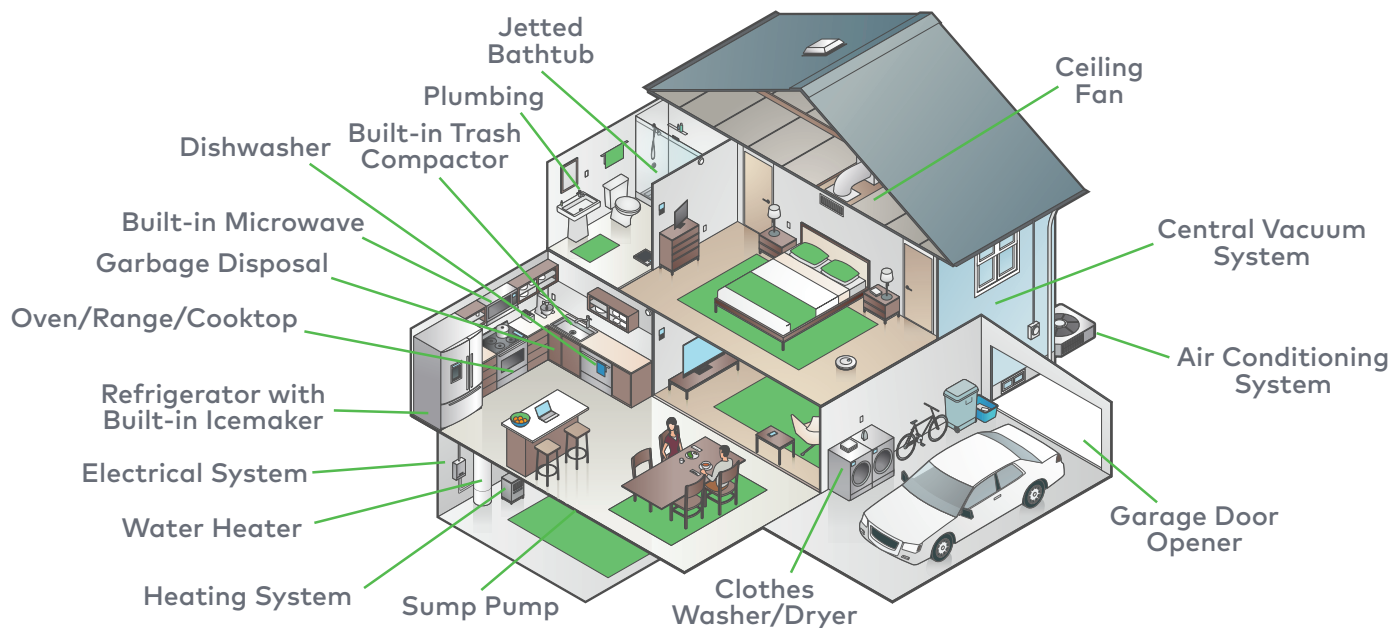 Jetted
Bathtub
Plumbing
Built-in Trash
Compactor
Dishwasher
Built-in Microwave
Garbage Disposal
Oven/Range/Cooktop
Refrigerator with
Built-in Icemaker
Electrical System
Water Heater
Heating System
Sump Pump
Clothes
Washer/Dryer
Garage Door
Opener
Air Conditioning
System
Central Vacuum
System
Ceiling
Fan